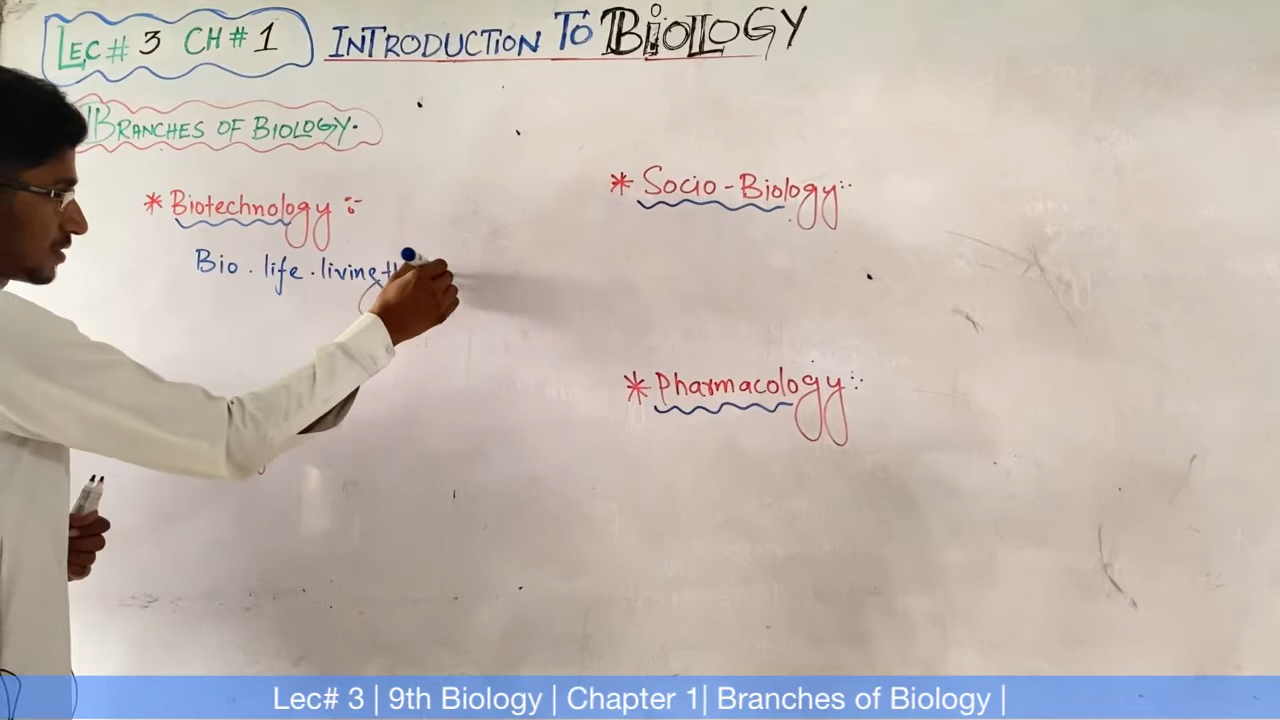 LEC# 3 CH# 1
INTRODUCTION TO BIOLOGY
BRANCHES OF BIOLOGY.
* Biotechnology :-
Bio . life . living
* Socio-Biology:-
* Pharmacology:-
Lec# 3 | 9th Biology | Chapter 1| Branches of Biology |